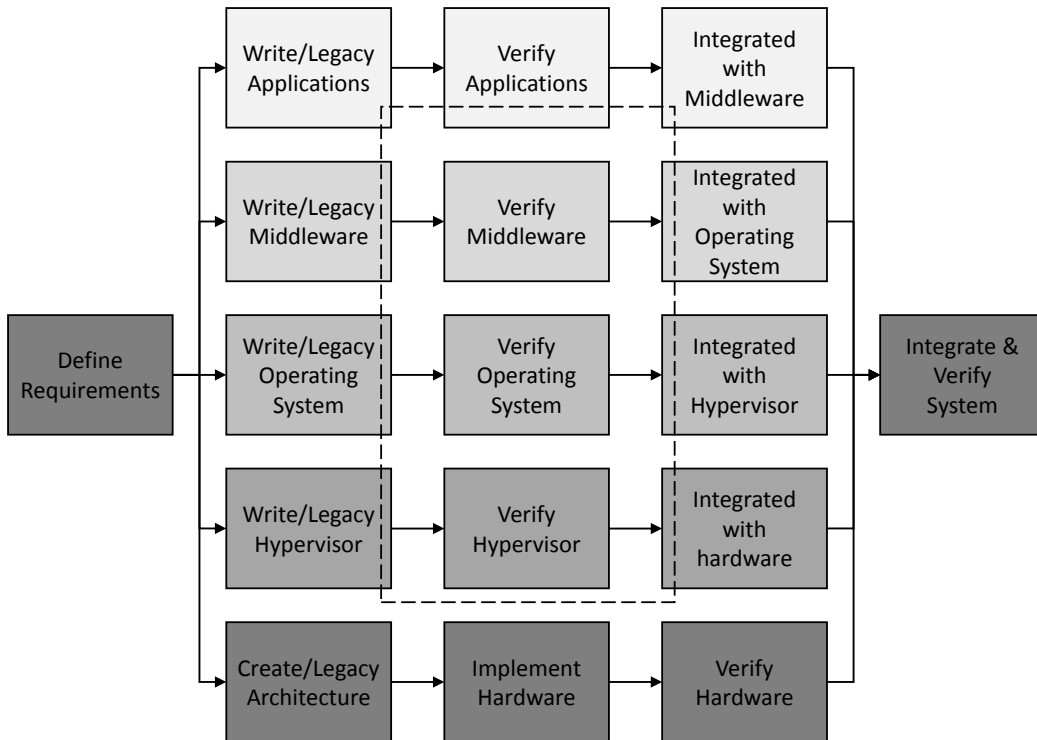 Write/Legacy
Applications
Verify
Applications
Integrated
with
Middleware
Write/Legacy
Middleware
Verify
Middleware
Integrated
with
Operating
System
Define
Requirements
Write/Legacy
Operating
System
Verify
Operating
System
Integrated
with
Hypervisor
Integrate &
Verify
System
Write/Legacy
Hypervisor
Verify
Hypervisor
Integrated
with
hardware
Create/Legacy
Architecture
Implement
Hardware
Verify
Hardware